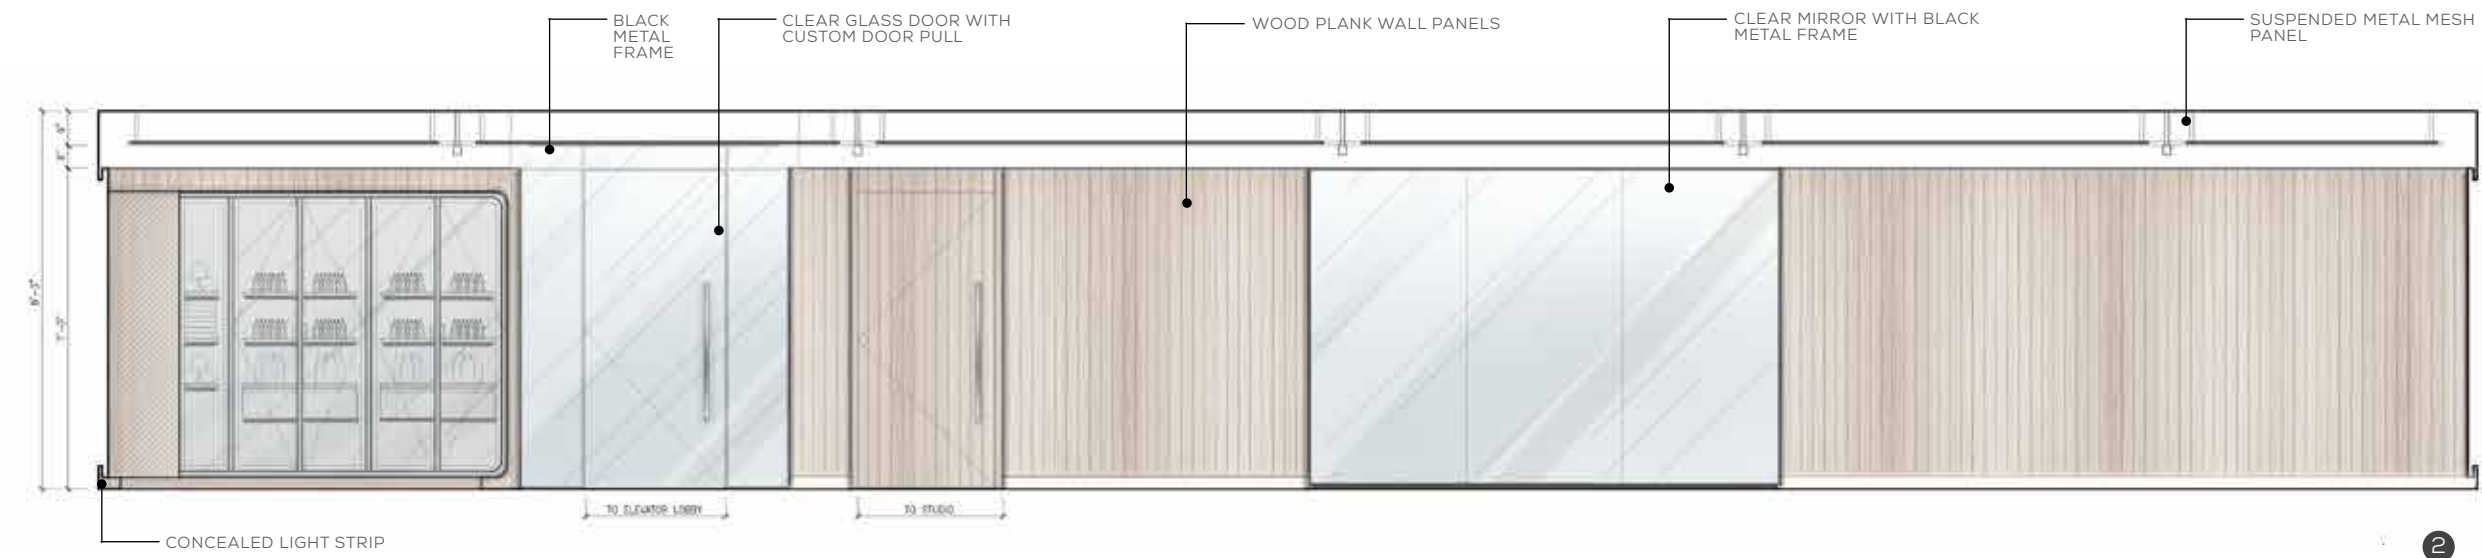 BLACK
METAL
FRAME
CLEAR GLASS DOOR WITH
CUSTOM DOOR PULL
WOOD PLANK WALL PANELS
CLEAR MIRROR WITH BLACK
METAL FRAME
SUSPENDED METAL MESH
PANEL
TO ELEVATOR LOBBY
TO STUDIO
CONCEALED LIGHT STRIP
2